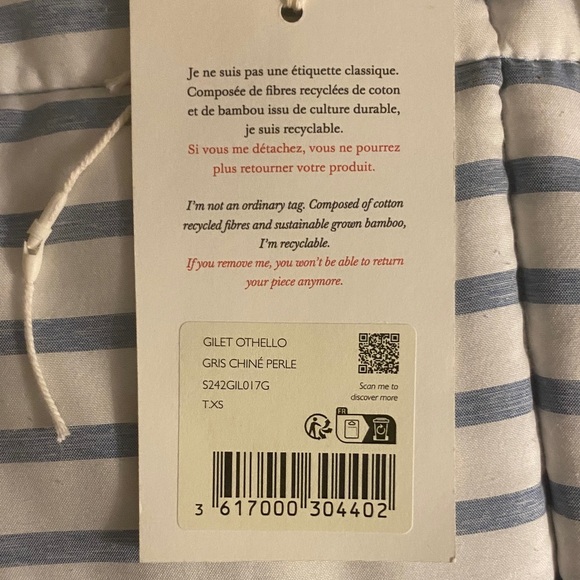 Je ne suis pas une étiquette classique.
Composée de fibres recyclées de coton
et de bambou issu de culture durable,
je suis recyclable.
Si vous me détachez, vous ne pourrez
plus retourner votre produit.
I'm not an ordinary tag. Composed of cotton
recycled fibres and sustainable grown bamboo,
I'm recyclable.
If you remove me, you won't be able to return
your piece anymore.
GILET OTHELLO
GRIS CHINÉ PERLE
S242GIL017G
T.XS
Scan me to
discover more
FR
3 617000 304402